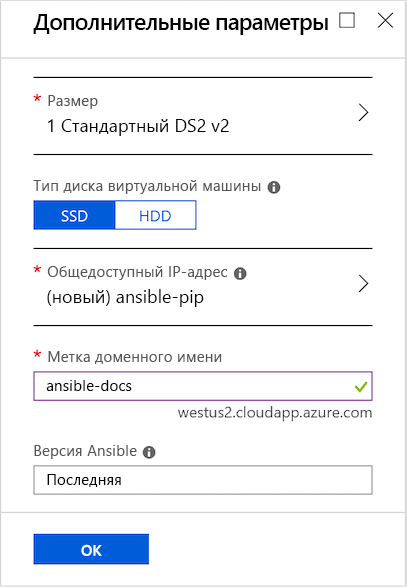 Дополнительные параметры
* Размер
1 Стандартный DS2 v2
Тип диска виртуальной машины
SSD HDD
* Общедоступный IP-адрес
(новый) ansible-pip
* Метка доменного имени
ansible-docs
westus2.cloudapp.azure.com
Версия Ansible
Последняя
ОК